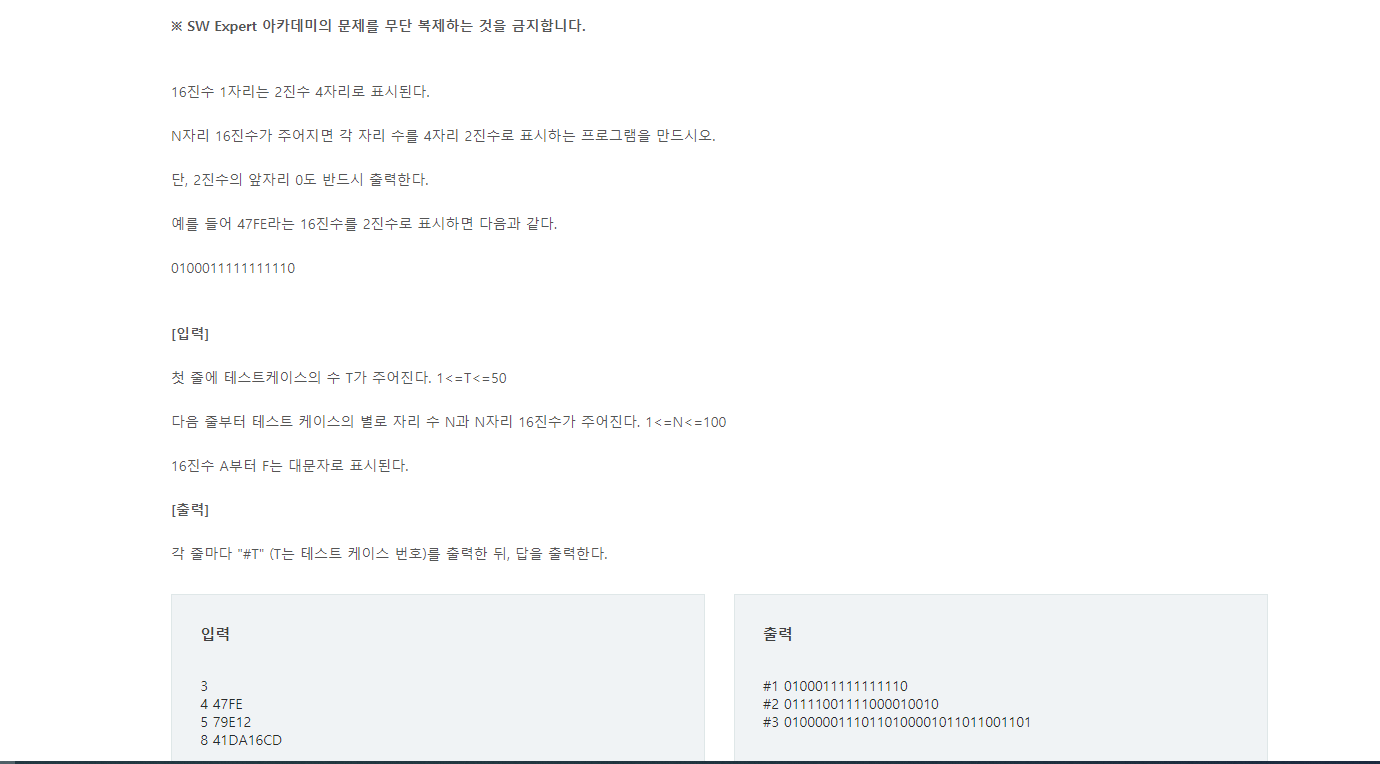 ※ SW Expert 아카데미의 문제를 무단 복제하는 것을 금지합니다.
16진수 1자리는 2진수 4자리로 표시된다.
N자리 16진수가 주어지면 각 자리 수를 4자리 2진수로 표시하는 프로그램을 만드시오.
단, 2진수의 앞자리 0도 반드시 출력한다.
예를 들어 47FE라는 16진수를 2진수로 표시하면 다음과 같다.
0100011111111110
[입력]
첫 줄에 테스트케이스의 수 T가 주어진다. 1<=T<=50
다음 줄부터 테스트 케이스의 별로 자리 수 N과 N자리 16진수가 주어진다. 1<=N<=100
16진수 A부터 F는 대문자로 표시된다.
[출력]
각 줄마다 "#T" (T는 테스트 케이스 번호)를 출력한 뒤, 답을 출력한다.
입력
3
4 47FE
5 79E12
8 41DA16CD
출력
#1 0100011111111110
#2 01111001111000010010
#3 01000001110110100001011011001101